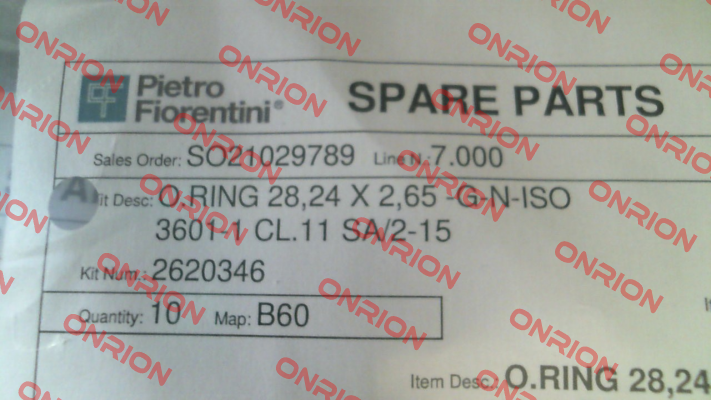 Pietro
Fiorentini®
SPARE PARTS
Sales Order: SO21029789 Line N.: 7.000
Kit Desc: O.RING 28,24 X 2,65 -G-N-ISO
3601-1 CL.11 SA/2-15
Kit Num.: 2620346
Quantity: 10 Map: B60
Item Desc.: O.RING 28,24
ONRION